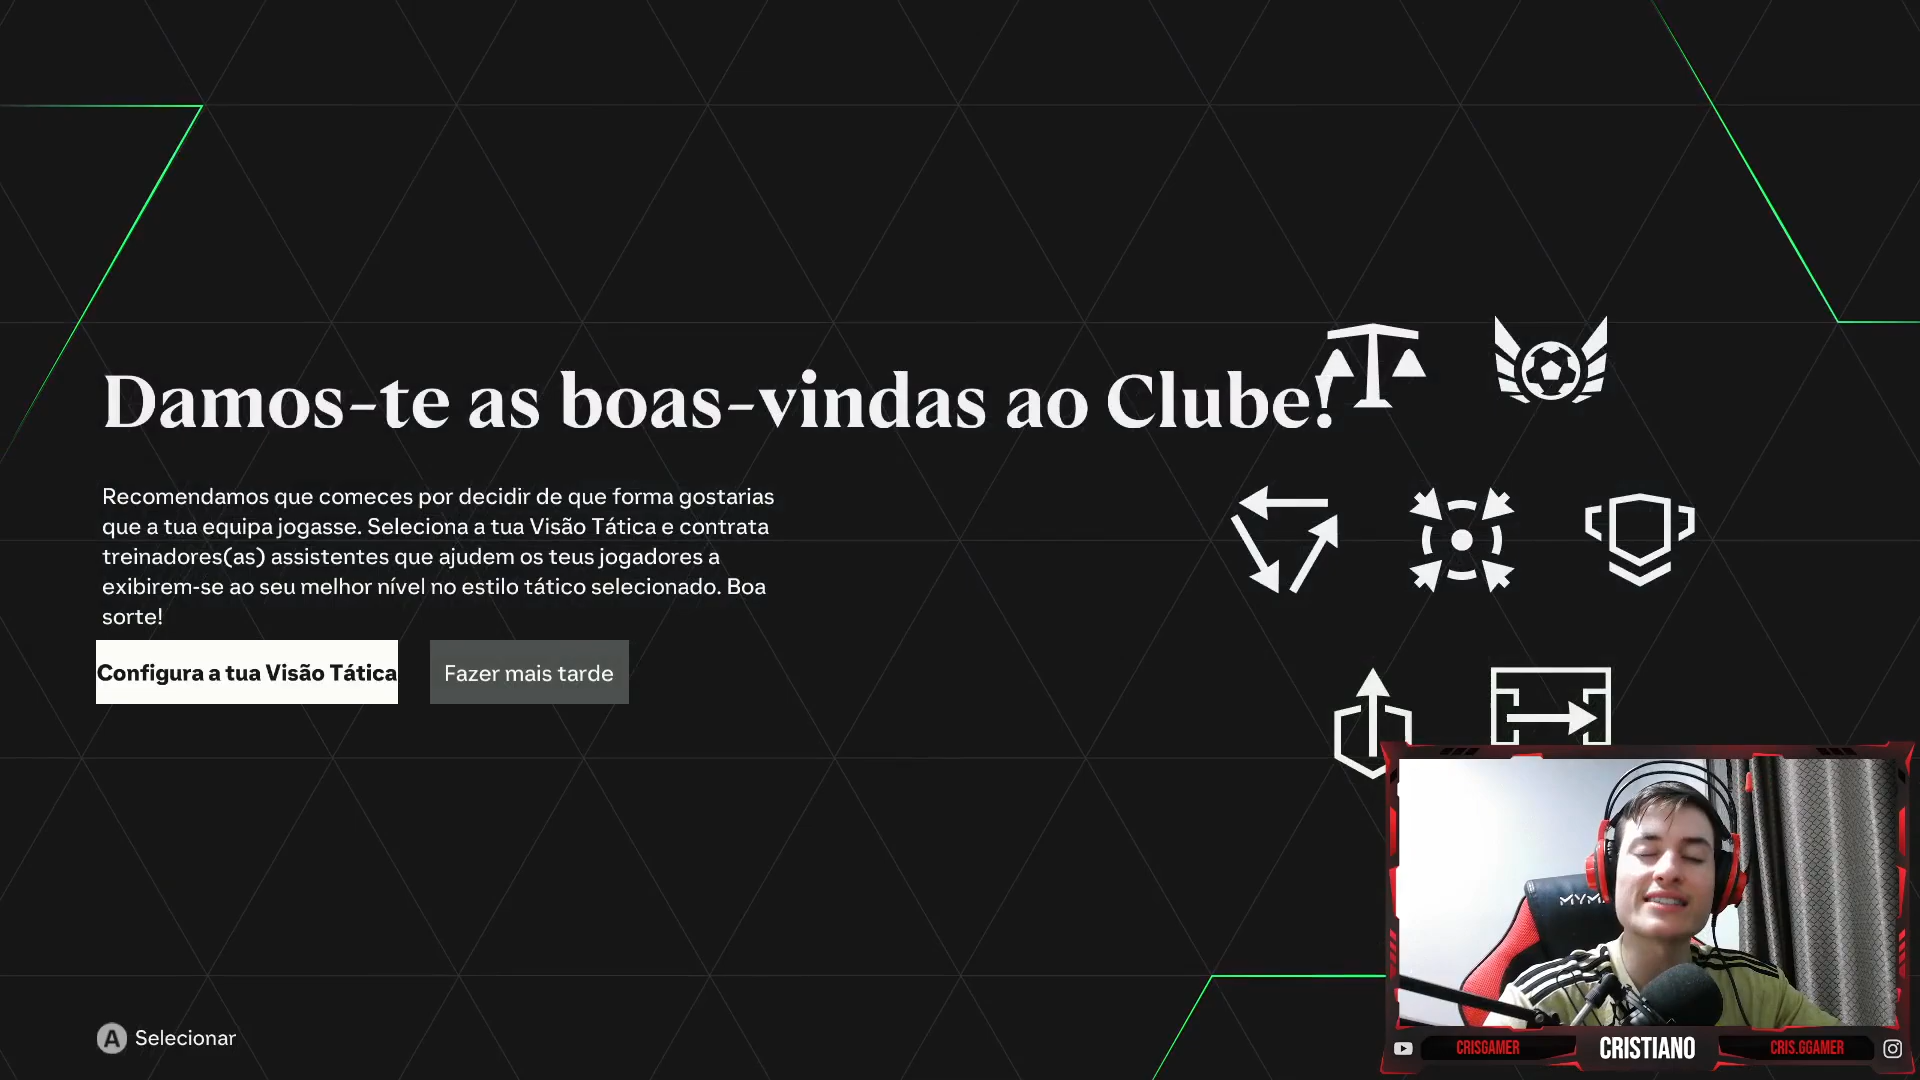 Damos-te as boas-vindas ao Clube!
Recomendamos que comeces por decidir de que forma gostarias
que a tua equipa jogasse. Seleciona a tua Visão Tática e contrata
treinadores(as) assistentes que ajudem os teus jogadores a
exibirem-se ao seu melhor nível no estilo tático selecionado. Boa
sorte!
Configura a tua Visão Tática
Fazer mais tarde
A Selecionar
CRISGAMER
CRISTIANO
CRIS.GGAMER